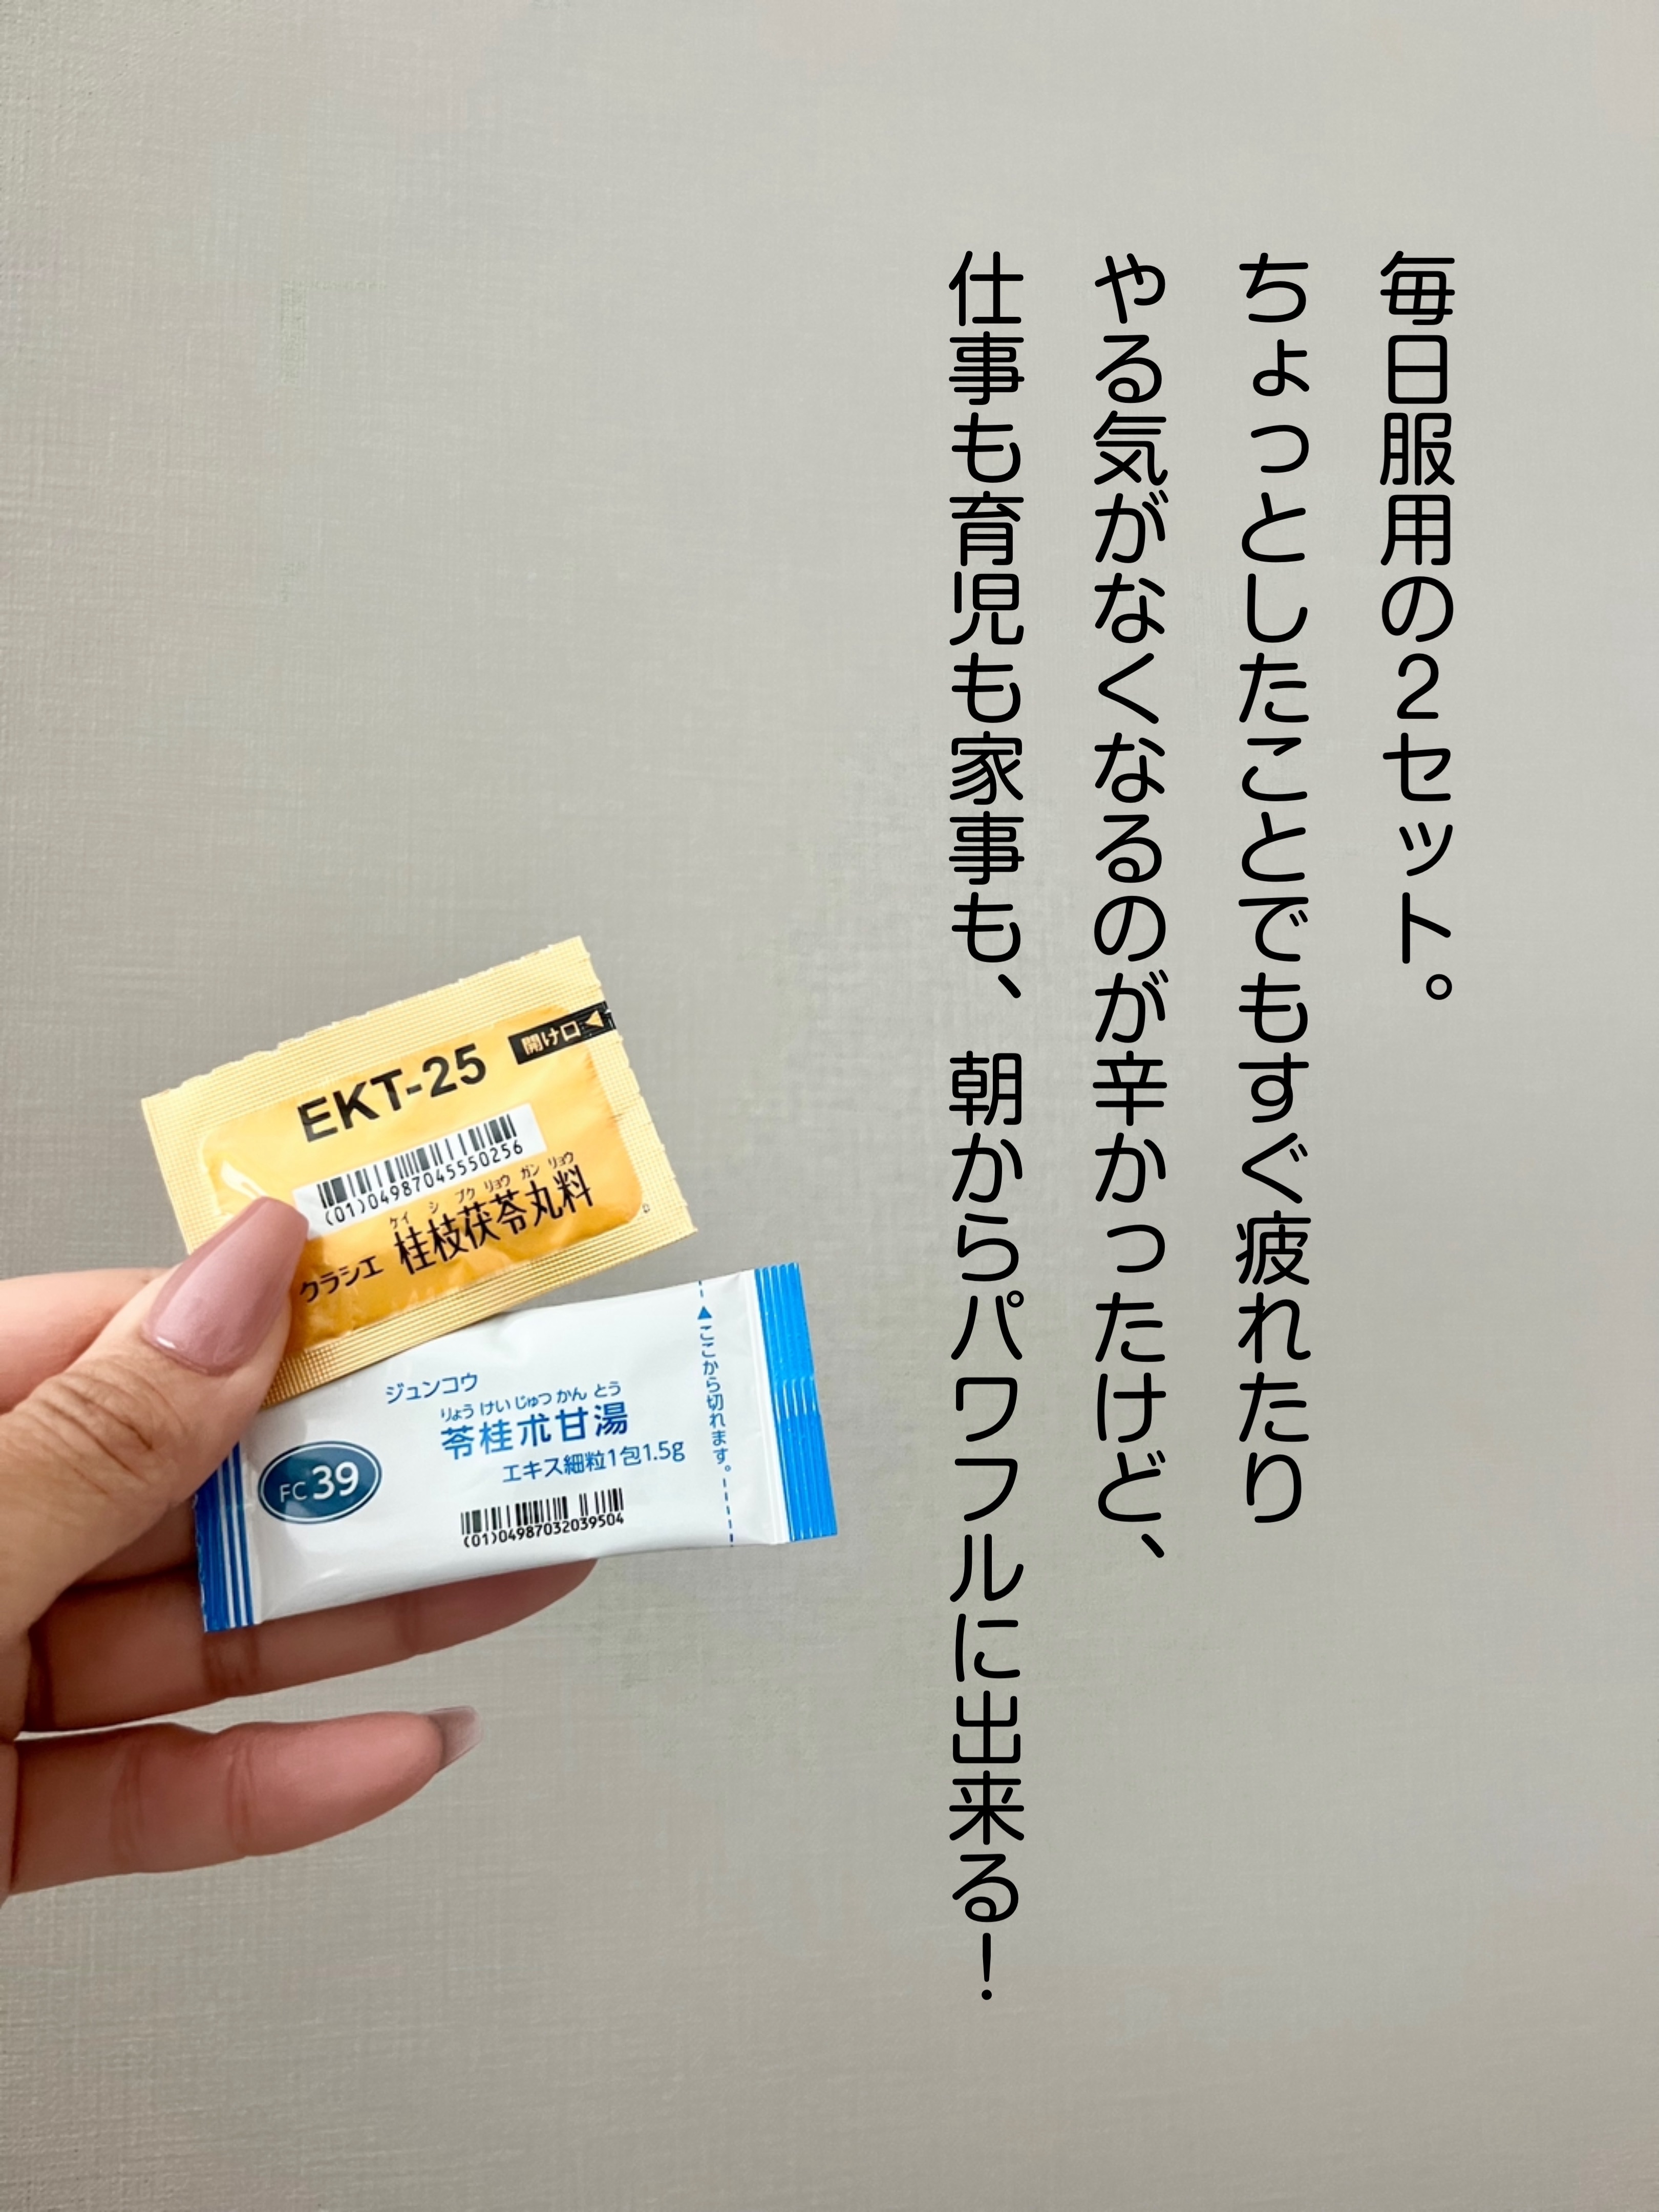 毎日服用の2セット。
ちょっとしたことでもすぐ疲れたり
やる気がなくなるのが辛かったけど、
仕事も育児も家事も、朝からパワフルに出来る！
開け口
EKT-25
(01)04987045550256
ケイ シ ブク リョウ ガン リョウ
クラシエ 桂枝茯苓丸料
ジュンコウ
りょう けい じゅつ かん とう
苓桂朮甘湯
エキス細粒1包1.5g
FC 39
(01)04987032039504
▲ここから切れます。